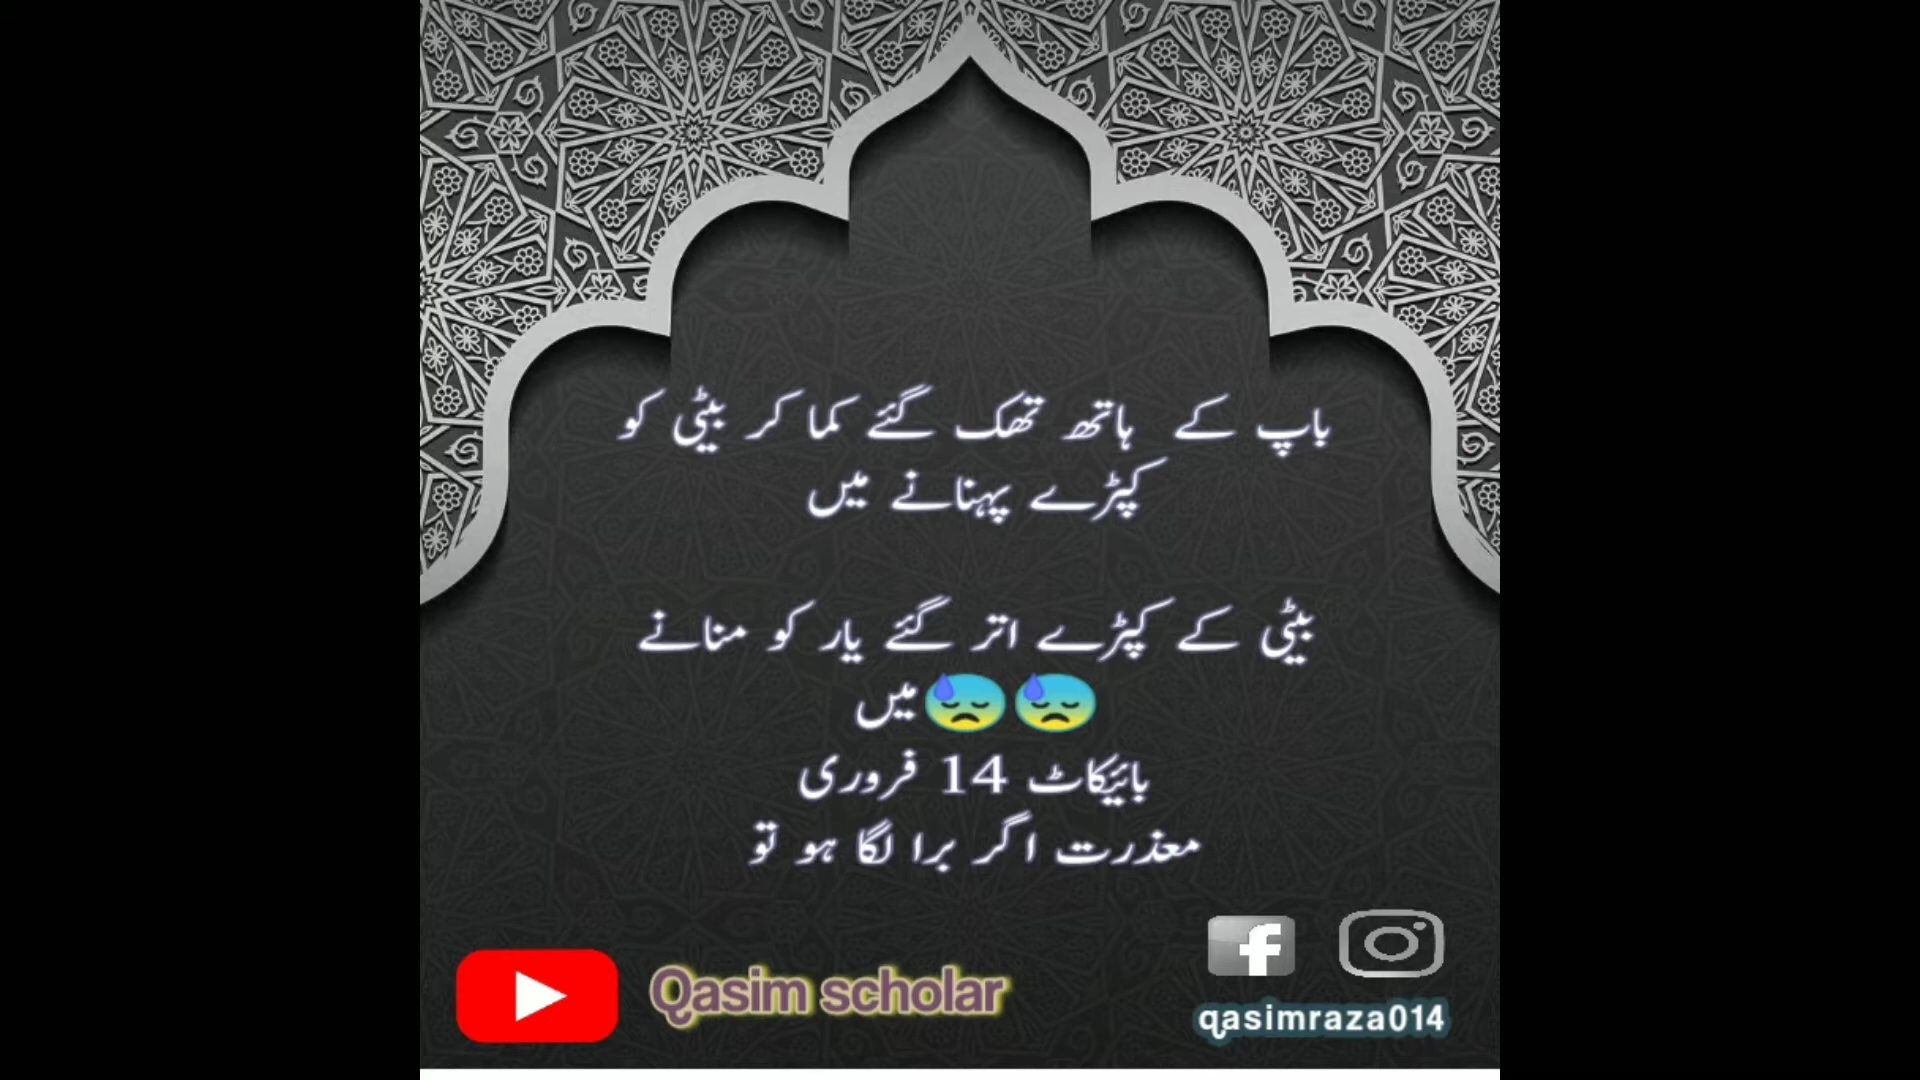 باپ کے ہاتھ تھک گئے کما کر بیٹی کو
کپڑے پہنانے میں
بیٹی کے کپڑے اتر گئے یار کو منانے
😓😓میں
بائیکاٹ 14 فروری
معذرت اگر برا لگا ہو تو
Qasim scholar
qasimraza014